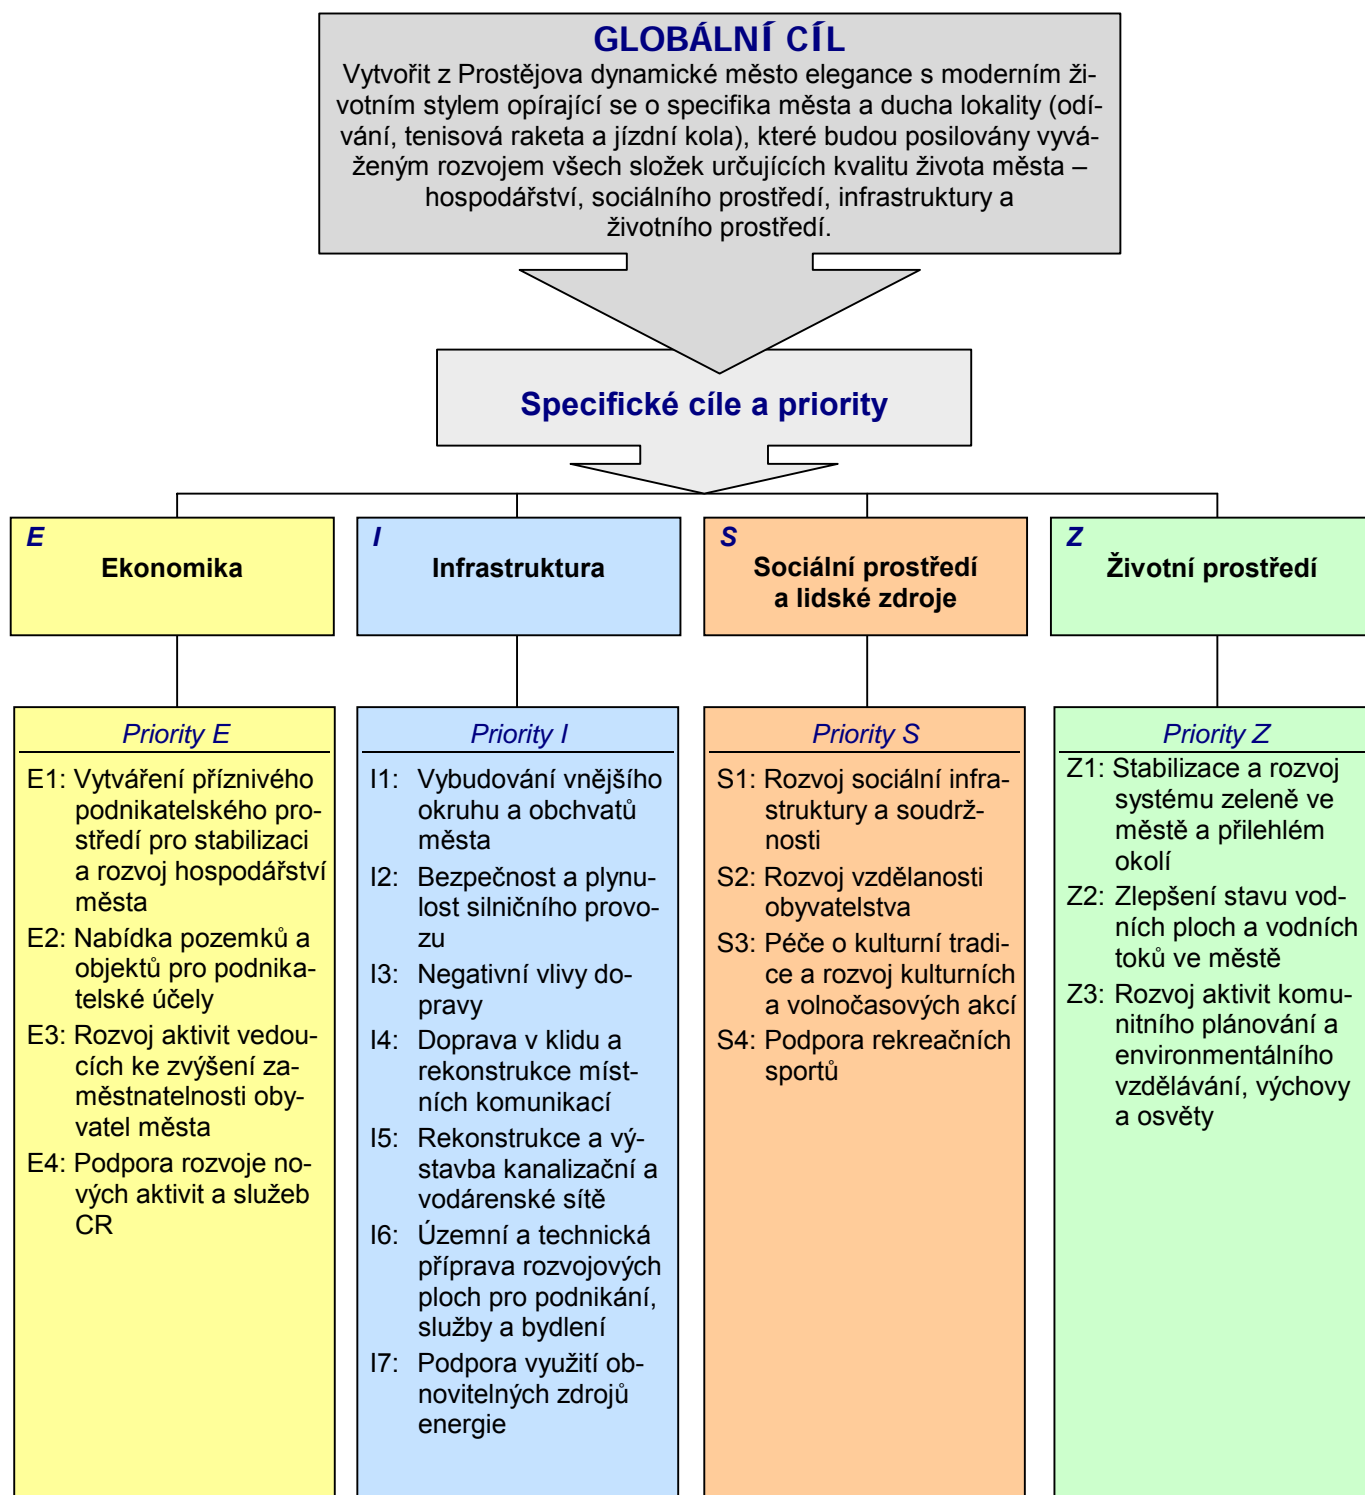 GLOBÁLNÍ CÍL
Vytvořit z Prostějova dynamické město elegance s moderním ži-
votním stylem opírající se o specifika města a ducha lokality (odí-
vání, tenisová raketa a jízdní kola), které budou posilovány vyvá-
ženým rozvojem všech složek určujících kvalitu života města –
hospodářství, sociálního prostředí, infrastruktury a
životního prostředí.
Specifické cíle a priority
E
Ekonomika
I
Infrastruktura
S
Sociální prostředí
a lidské zdroje
Z
Životní prostředí
Priority E
E1: Vytváření příznivého
podnikatelského pro-
středí pro stabilizaci
a rozvoj hospodářství
města
E2: Nabídka pozemků a
objektů pro podnika-
telské účely
E3: Rozvoj aktivit vedou-
cích ke zvýšení za-
městnatelnosti oby-
vatel města
E4: Podpora rozvoje no-
vých aktivit a služeb
CR
Priority I
I1: Vybudování vnějšího
okruhu a obchvatů
města
I2: Bezpečnost a plynu-
lost silničního provo-
zu
I3: Negativní vlivy do-
pravy
I4: Doprava v klidu a
rekonstrukce míst-
ních komunikací
I5: Rekonstrukce a vý-
stavba kanalizační a
vodárenské sítě
I6: Územní a technická
příprava rozvojových
ploch pro podnikání,
služby a bydlení
I7: Podpora využití ob-
novitelných zdrojů
energie
Priority S
S1: Rozvoj sociální infra-
struktury a soudrž-
nosti
S2: Rozvoj vzdělanosti
obyvatelstva
S3: Péče o kulturní tradi-
ce a rozvoj kulturních
a volnočasových akcí
S4: Podpora rekreačních
sportů
Priority Z
Z1: Stabilizace a rozvoj
systému zeleně ve
městě a přilehlém
okolí
Z2: Zlepšení stavu vod-
ních ploch a vodních
toků ve městě
Z3: Rozvoj aktivit komu-
nitního plánování a
environmentálního
vzdělávání, výchovy
a osvěty